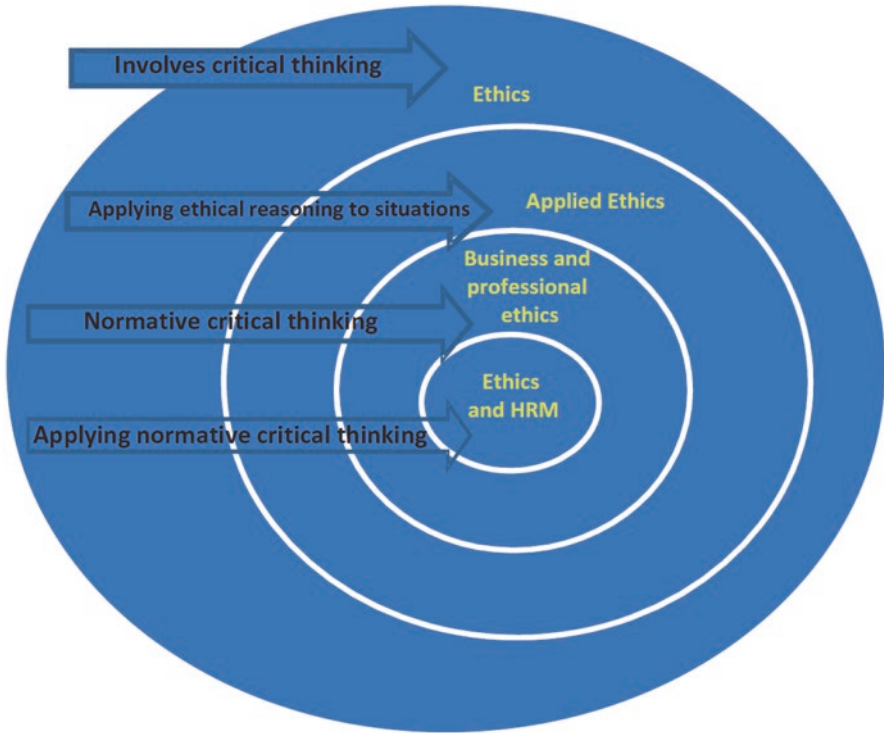 Involves critical thinking
Ethics
Applying ethical reasoning to situations
Applied Ethics
Business and
professional
ethics
Normative critical thinking
Ethics
and HRM
Applying normative critical thinking